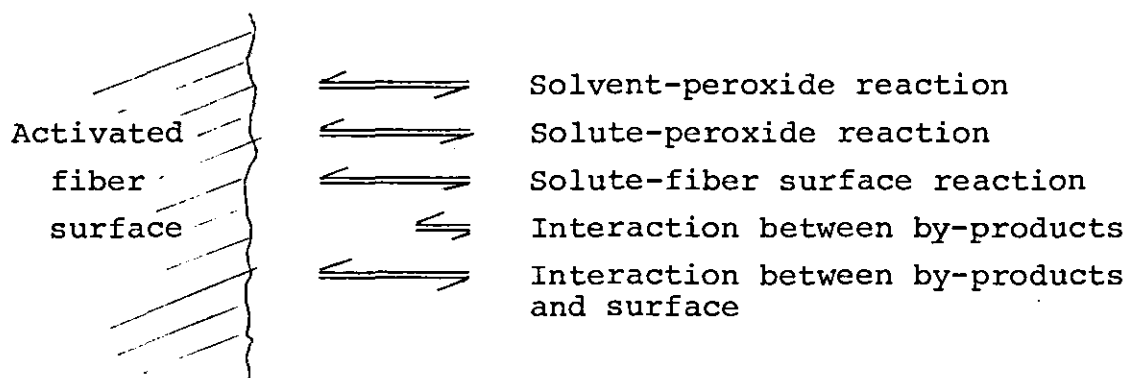 Solvent-peroxide reaction
Activated Solute-peroxide reaction
fiber Solute-fiber surface reaction
surface Interaction between by-products
Interaction between by-products
and surface